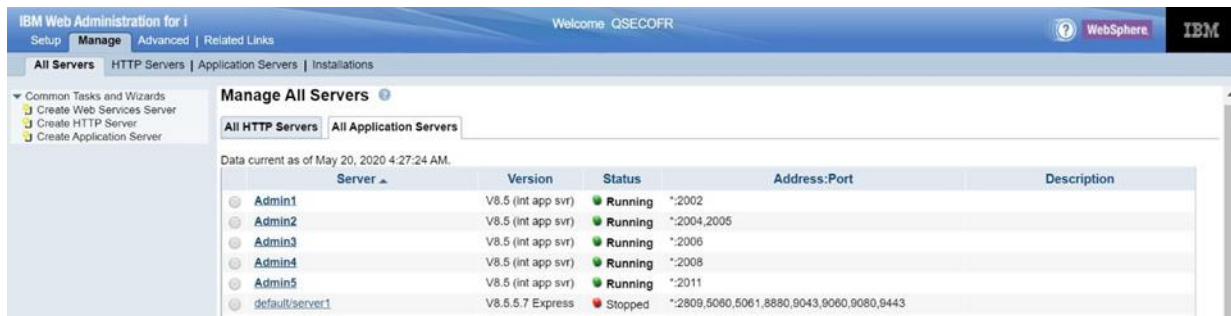 IBM Web Administration for i
Welcome QSECOFR
Setup Manage Advanced | Related Links
? WebSphere. IBM
All Servers HTTP Servers | Application Servers | Installations
Common Tasks and Wizards
Create Web Services Server
Create HTTP Server
Create Application Server
Manage All Servers ?
All HTTP Servers All Application Servers
Data current as of May 20, 2020 4:27:24 AM.
Server Version Status Address:Port Description
Admin1 V8.5 (int app svr) Running *:2002
Admin2 V8.5 (int app svr) Running *:2004,2005
Admin3 V8.5 (int app svr) Running *:2006
Admin4 V8.5 (int app svr) Running *:2008
Admin5 V8.5 (int app svr) Running *:2011
default/server1 V8.5.5.7 Express Stopped *:2809,5060,5061,8880,9043,9060,9080,9443